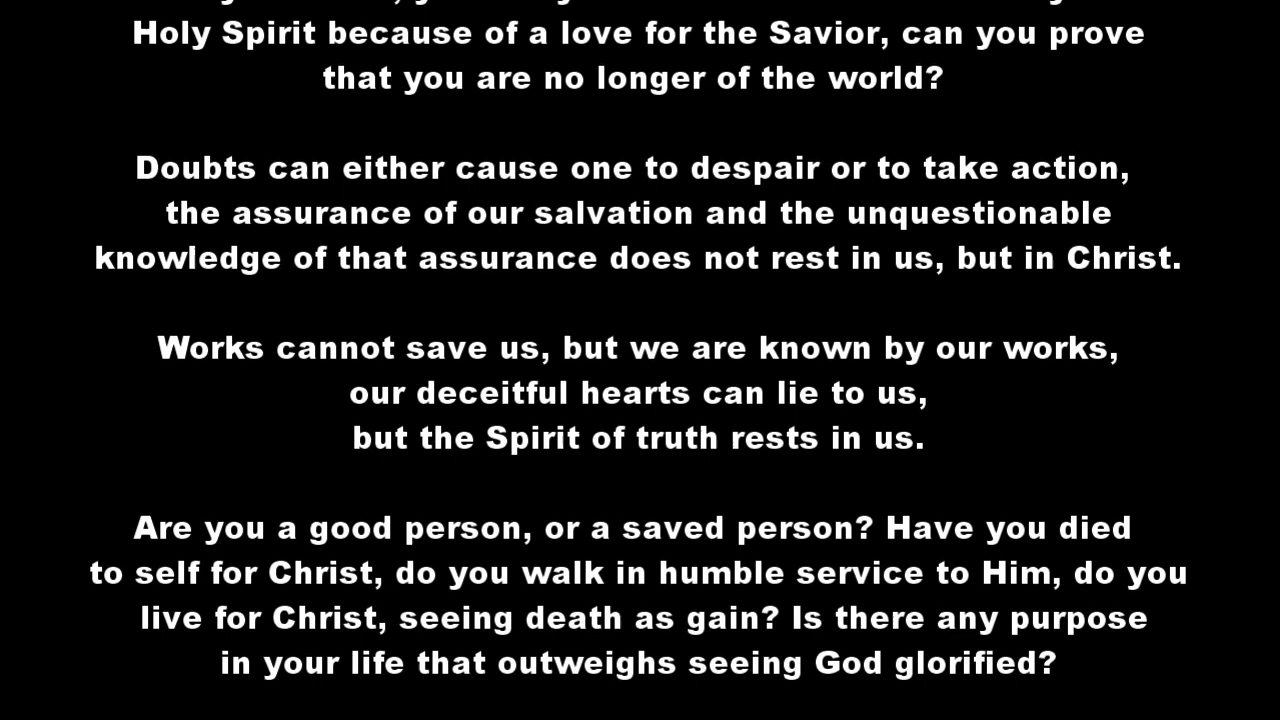 Holy Spirit because of a love for the Savior, can you prove
that you are no longer of the world?
Doubts can either cause one to despair or to take action,
the assurance of our salvation and the unquestionable
knowledge of that assurance does not rest in us, but in Christ.
Works cannot save us, but we are known by our works,
our deceitful hearts can lie to us,
but the Spirit of truth rests in us.
Are you a good person, or a saved person? Have you died
to self for Christ, do you walk in humble service to Him, do you
live for Christ, seeing death as gain? Is there any purpose
in your life that outweighs seeing God glorified?